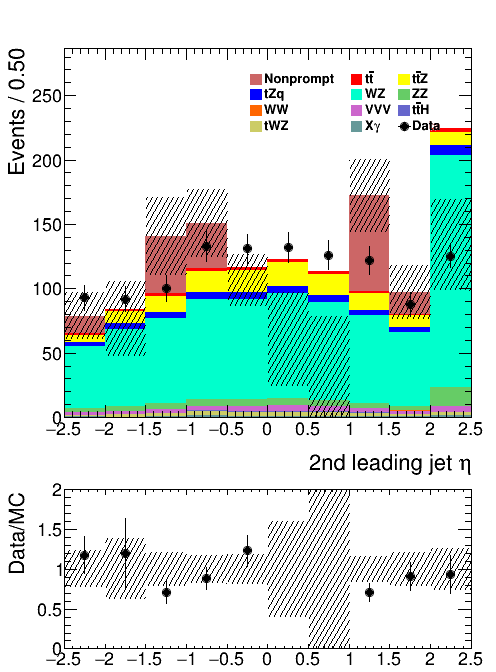 Events / 0.50
250
200
150
100
50
0
Nonprompt tt̄ tt̄Z
tZq WZ ZZ
WW VVV tt̄H
tWZ Xγ Data
−2.5 −2 −1.5 −1 −0.5 0 0.5 1 1.5 2 2.5
2nd leading jet η
Data/MC
2
1.5
1
0.5
0
−2.5 −2 −1.5 −1 −0.5 0 0.5 1 1.5 2 2.5